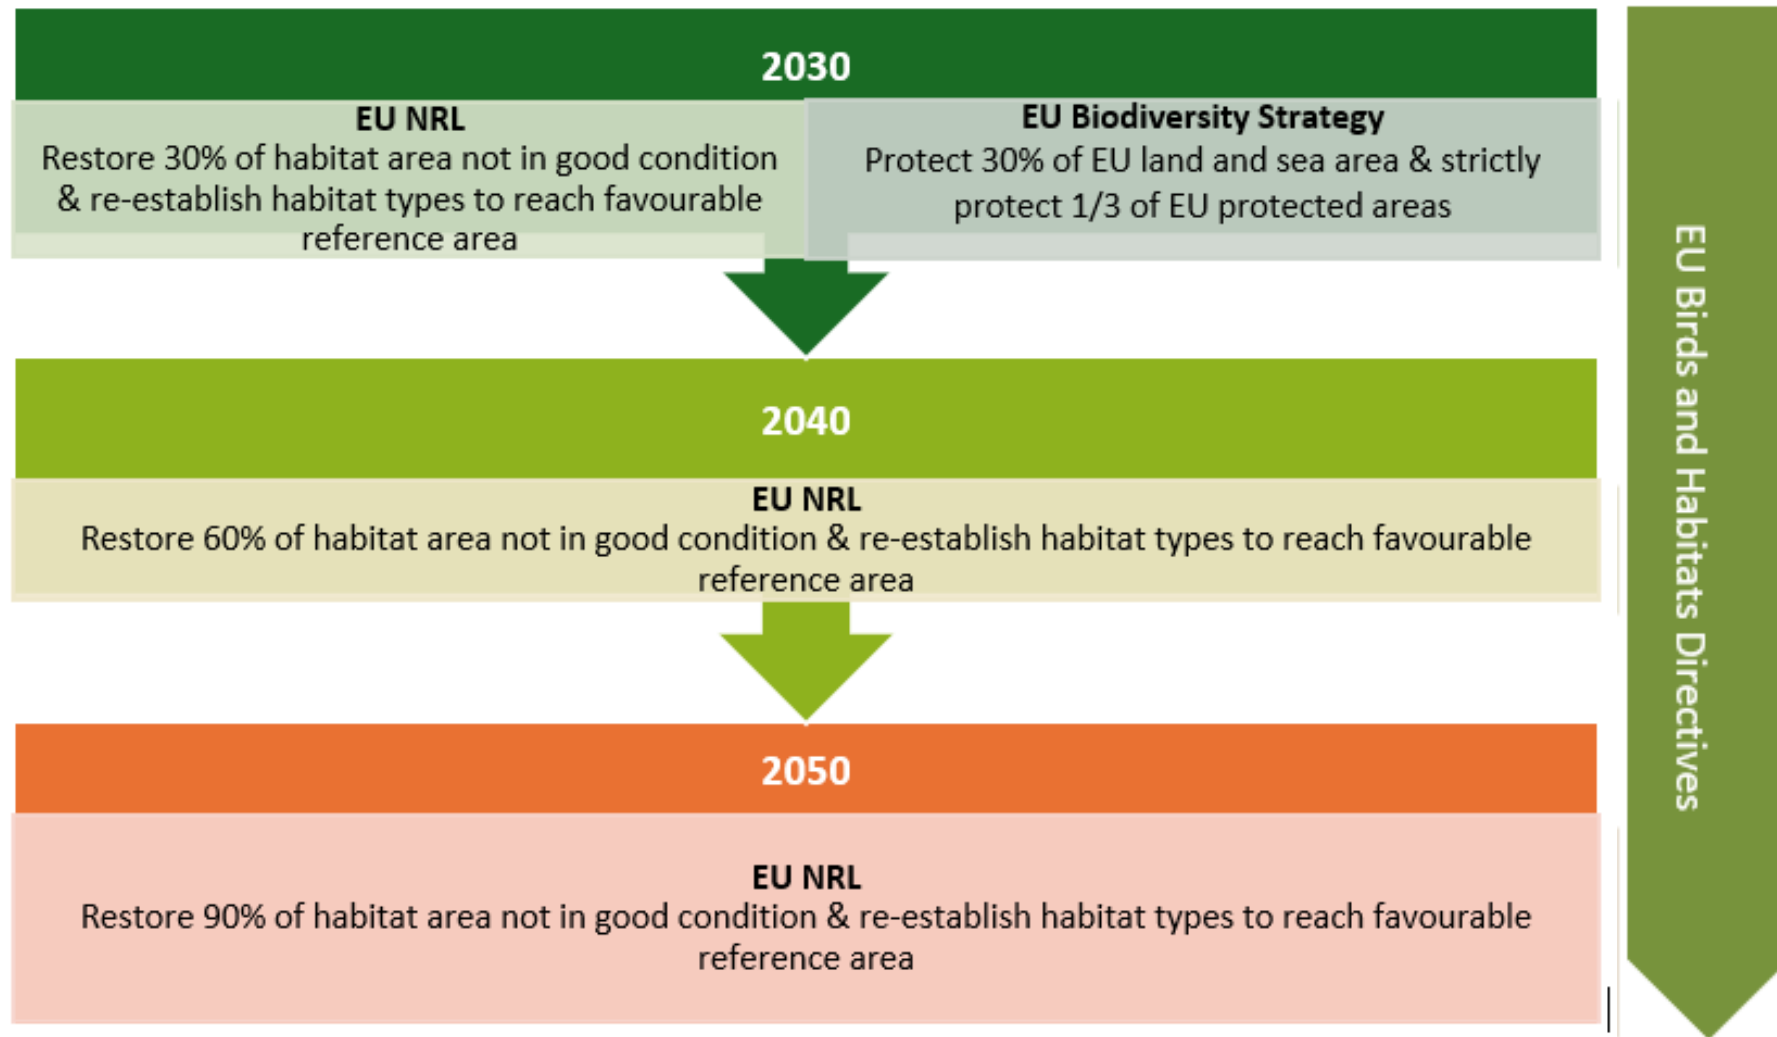 2030
EU NRL
Restore 30% of habitat area not in good condition
& re-establish habitat types to reach favourable
reference area
EU Biodiversity Strategy
Protect 30% of EU land and sea area & strictly
protect 1/3 of EU protected areas
2040
EU NRL
Restore 60% of habitat area not in good condition & re-establish habitat types to reach favourable
reference area
2050
EU NRL
Restore 90% of habitat area not in good condition & re-establish habitat types to reach favourable
reference area
EU Birds and Habitats Directives